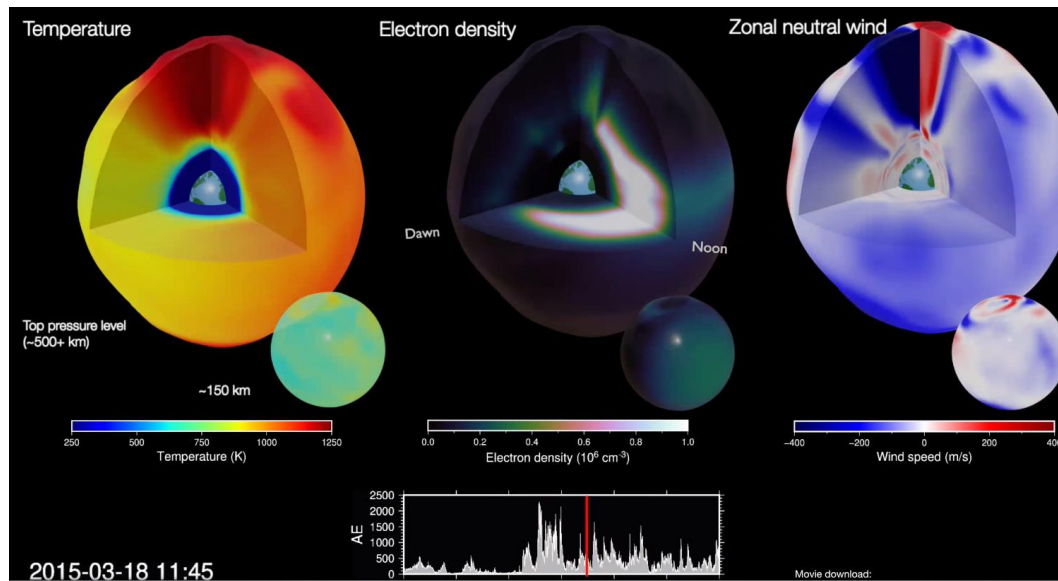 Temperature
Electron density
Zonal neutral wind
Dawn
Noon
Top pressure level
(~500+ km)
~150 km
250 500 750 1000 1250
Temperature (K)
0.0 0.2 0.4 0.6 0.8 1.0
Electron density (10⁶ cm⁻³)
−400 −200 0 200 400
Wind speed (m/s)
2500
2000
1500
1000
500
0
AE
2015-03-18 11:45
Movie download: